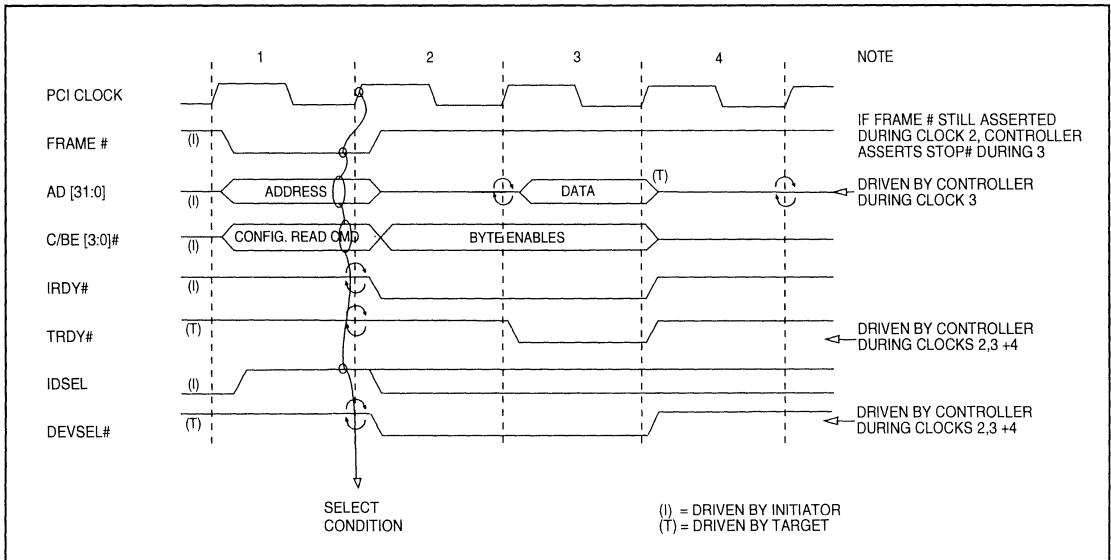 1 2 3 4 NOTE
PCI CLOCK
IF FRAME # STILL ASSERTED
DURING CLOCK 2, CONTROLLER
ASSERTS STOP# DURING 3
FRAME # (I)
AD [31:0] (I) ADDRESS DATA (T)
DRIVEN BY CONTROLLER
DURING CLOCK 3
C/BE [3:0]# (I) CONFIG. READ CMD BYTE ENABLES
IRDY# (I)
TRDY# (T)
DRIVEN BY CONTROLLER
DURING CLOCKS 2,3 +4
IDSEL (I)
DEVSEL# (T)
DRIVEN BY CONTROLLER
DURING CLOCKS 2,3 +4
SELECT
CONDITION
(I) = DRIVEN BY INITIATOR
(T) = DRIVEN BY TARGET